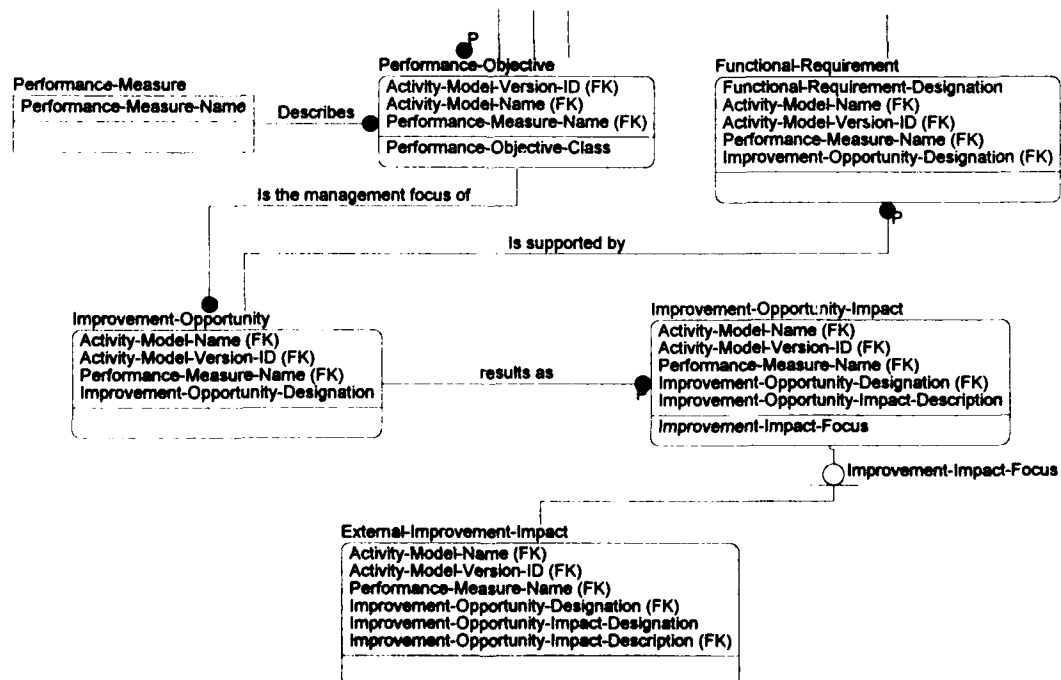 P
Performance-Objective
Activity-Model-Version-ID (FK)
Activity-Model-Name (FK)
Performance-Measure-Name (FK)
Performance-Objective-Class
Performance-Measure
Performance-Measure-Name
Describes
Functional-Requirement
Functional-Requirement-Designation
Activity-Model-Name (FK)
Activity-Model-Version-ID (FK)
Performance-Measure-Name (FK)
Improvement-Opportunity-Designation (FK)
P
Is the management focus of
Is supported by
Improvement-Opportunity
Activity-Model-Name (FK)
Activity-Model-Version-ID (FK)
Performance-Measure-Name (FK)
Improvement-Opportunity-Designation
results as
P
Improvement-Opportunity-Impact
Activity-Model-Name (FK)
Activity-Model-Version-ID (FK)
Performance-Measure-Name (FK)
Improvement-Opportunity-Designation (FK)
Improvement-Opportunity-Impact-Description
Improvement-Impact-Focus
Improvement-Impact-Focus
External-Improvement-Impact
Activity-Model-Name (FK)
Activity-Model-Version-ID (FK)
Performance-Measure-Name (FK)
Improvement-Opportunity-Designation (FK)
Improvement-Opportunity-Impact-Designation
Improvement-Opportunity-Impact-Description (FK)